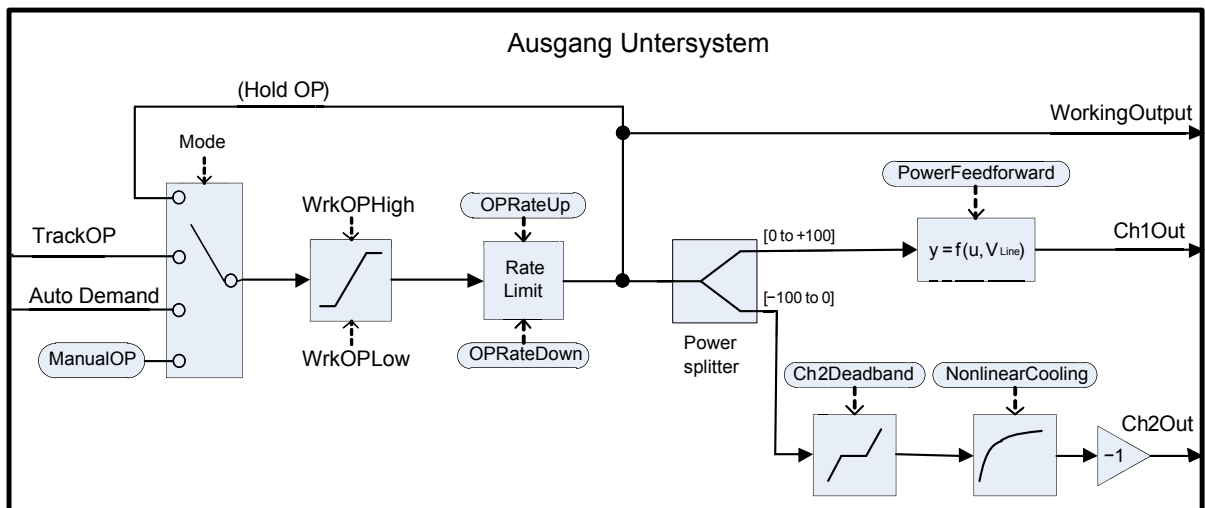 Ausgang Untersystem
(Hold OP)
WorkingOutput
Mode
PowerFeedforward
WrkOPHigh
OPRateUp
TrackOP
[0 to +100]
Ch1Out
y = f(u, VLine)
Rate
Limit
Auto Demand
[−100 to 0]
ManualOP
WrkOPLow
OPRateDown
Power
splitter
Ch2Deadband
NonlinearCooling
Ch2Out
−1